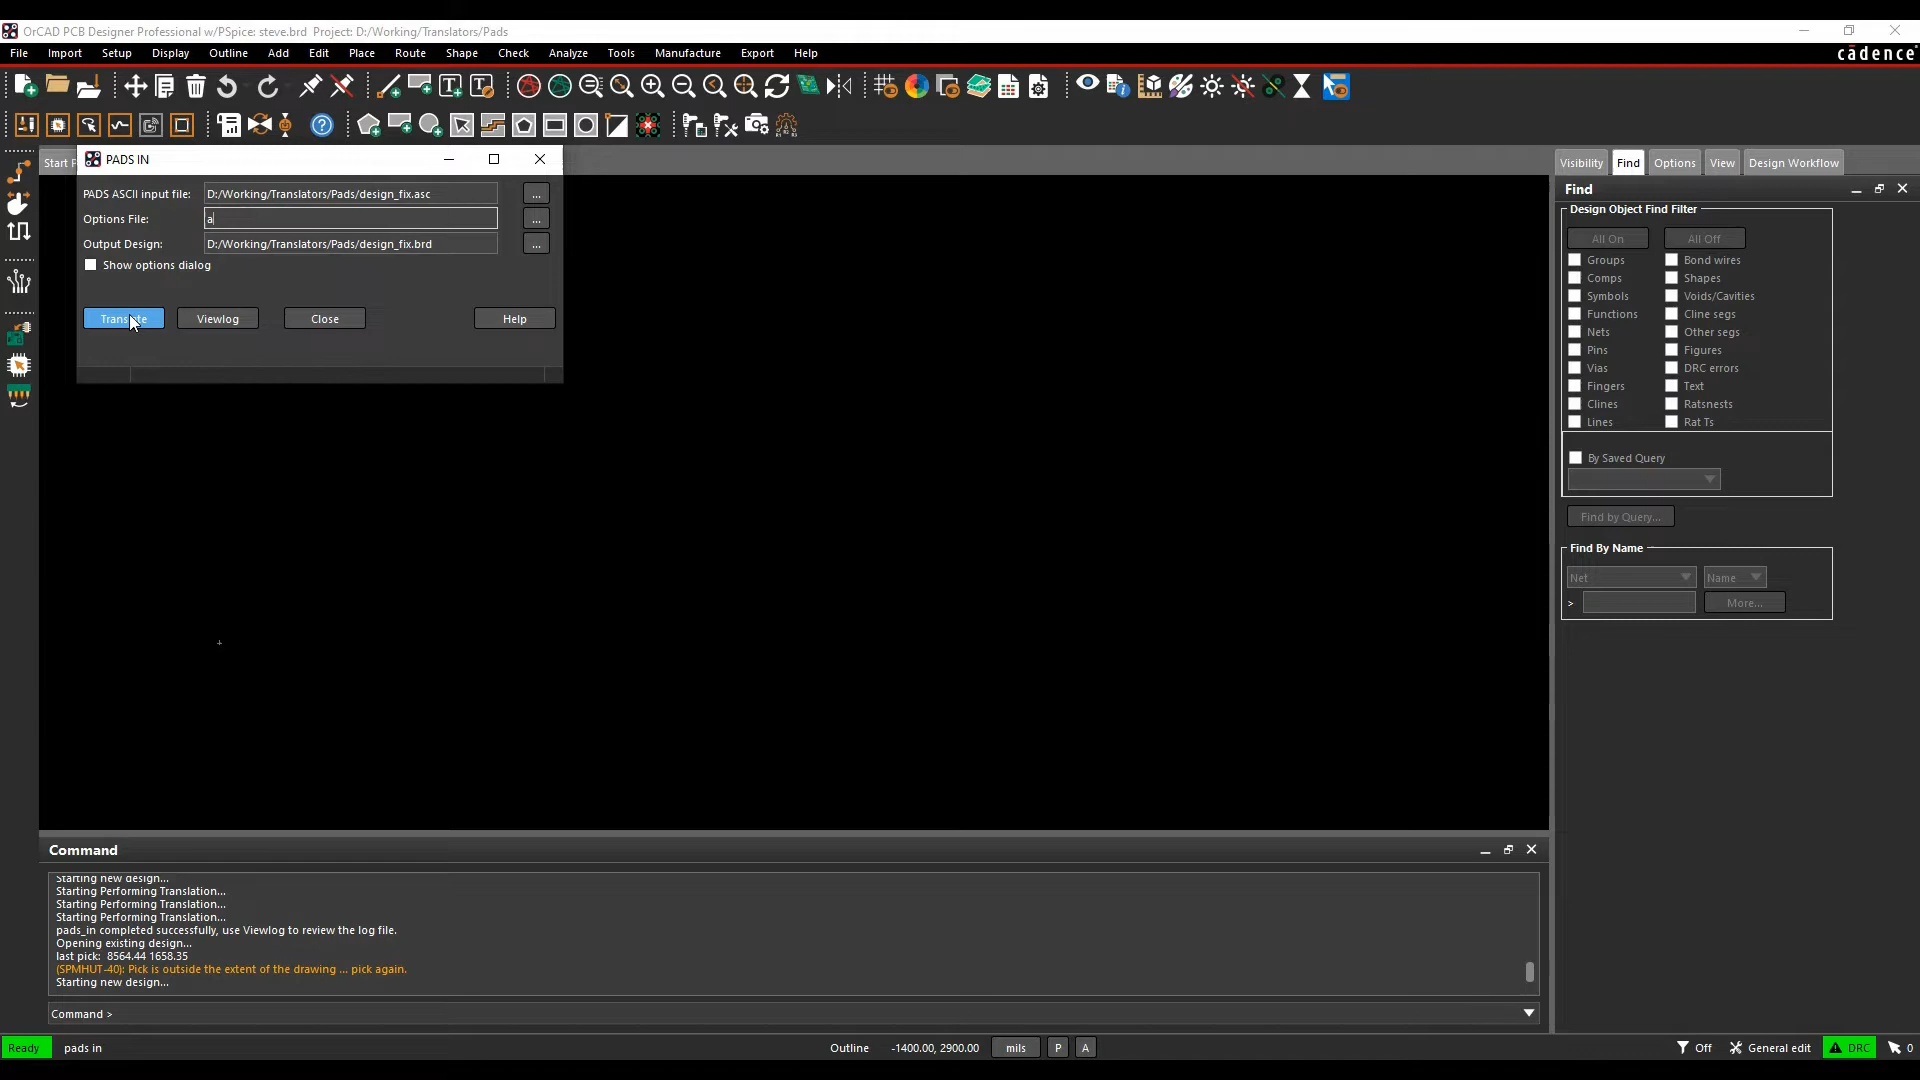 OrCAD PCB Designer Professional w/PSpice: steve.brd Project: D:/Working/Translators/Pads
File Import Setup Display Outline Add Edit Place Route Shape Check Analyze Tools Manufacture Export Help
cādence
Start P
PADS IN
PADS ASCII input file: D:/Working/Translators/Pads/design_fix.asc ...
Options File: a ...
Output Design: D:/Working/Translators/Pads/design_fix.brd ...
Show options dialog
Translate Viewlog Close Help
Visibility Find Options View Design Workflow
Find
Design Object Find Filter
All On All Off
Groups Bond wires
Comps Shapes
Symbols Voids/Cavities
Functions Cline segs
Nets Other segs
Pins Figures
Vias DRC errors
Fingers Text
Clines Ratsnests
Lines Rat Ts
By Saved Query
Find by Query...
Find By Name
Net Name
> More...
Command
Starting new design...
Starting Performing Translation...
Starting Performing Translation...
Starting Performing Translation...
pads_in completed successfully, use Viewlog to review the log file.
Opening existing design...
last pick: 8564.44 1658.35
(SPMHUT-40): Pick is outside the extent of the drawing ... pick again.
Starting new design...
Command >
Ready pads in Outline -1400.00, 2900.00 mils P A Off General edit DRC 0